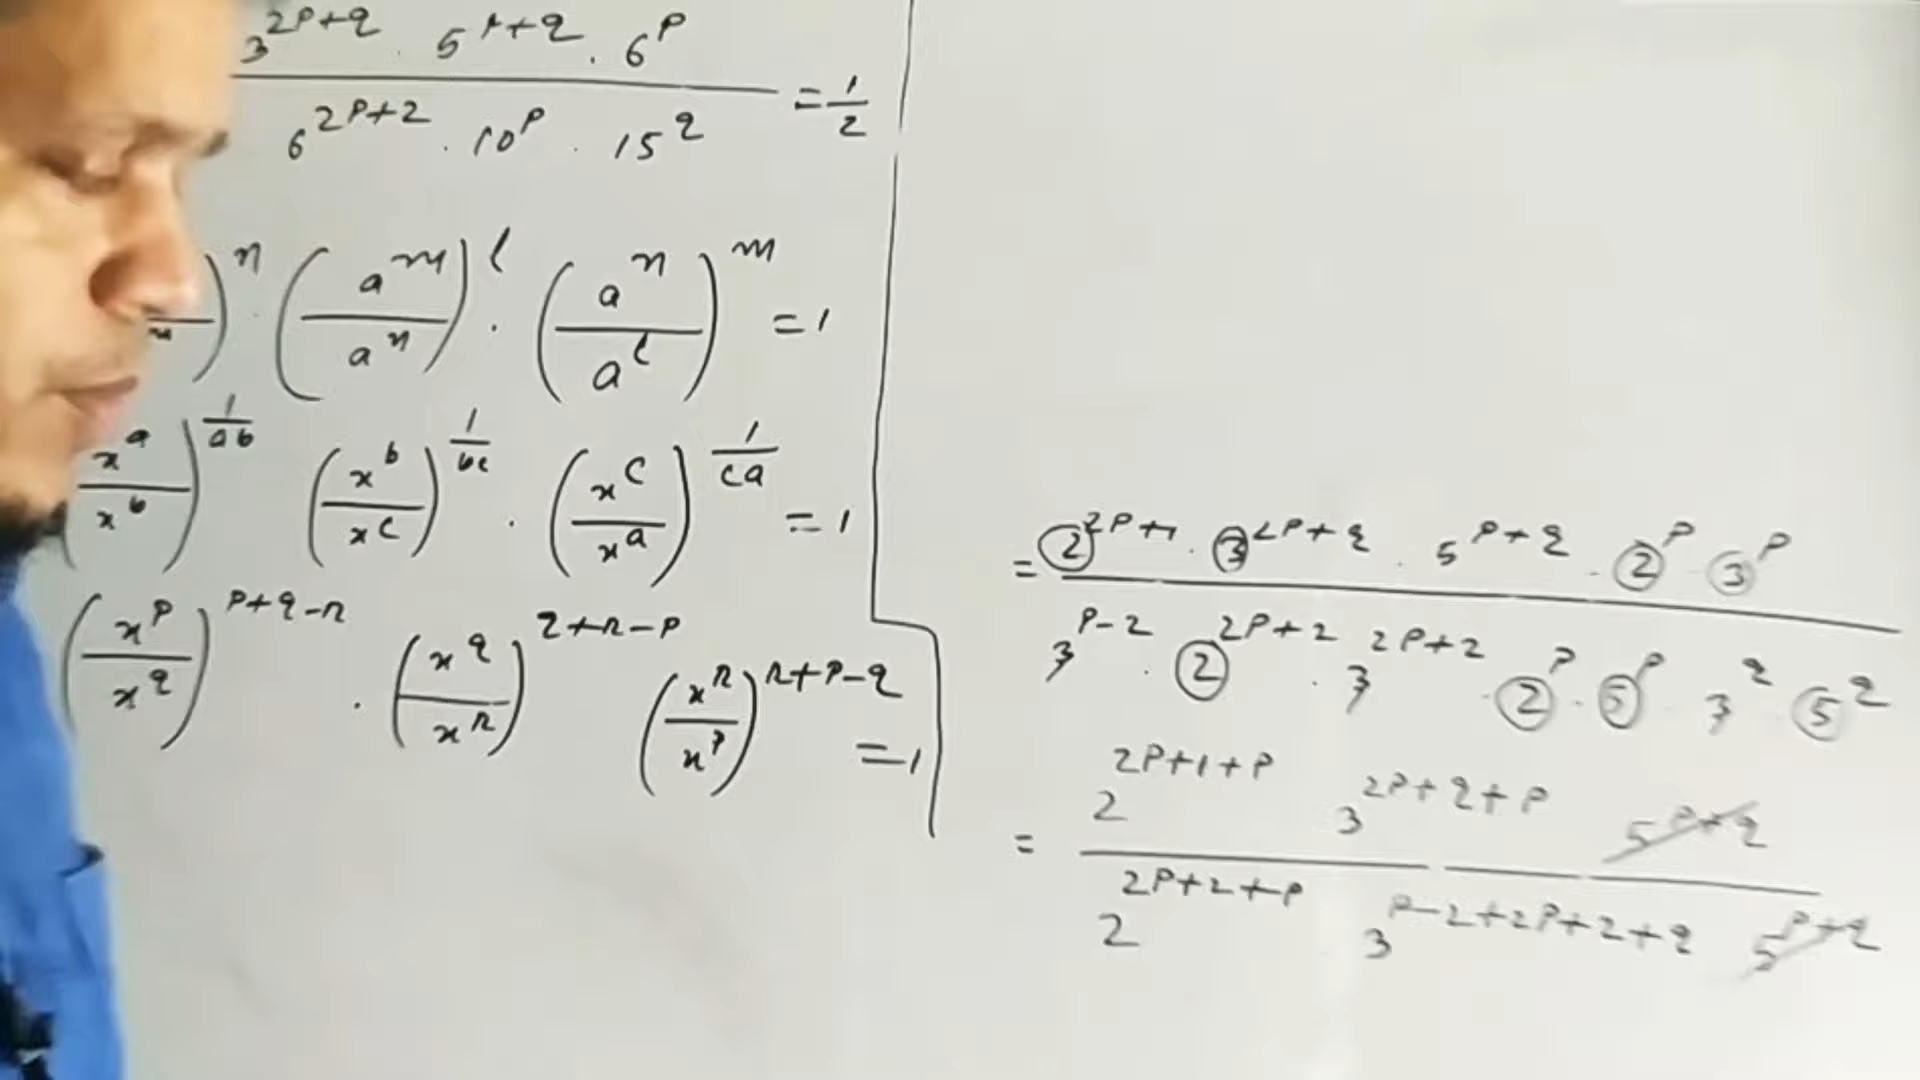 3^{2p+q} . 5^{p+q} . 6^p
6^{2p+2} . 10^p . 15^q = 1/2
)^n . (a^m / a^n)^l . (a^n / a^l)^m = 1
(x^a / x^b)^{1/ab} (x^b / x^c)^{1/bc} . (x^c / x^a)^{1/ca} = 1
(x^p / x^q)^{p+q-r} . (x^q / x^r)^{q+r-p} (x^r / x^p)^{r+p-q} = 1
= 2^{2p+1} . 3^{2p+q} . 5^{p+q} . 2^p 3^p
3^{p-2} . 2^{2p+2} . 3^{2p+2} . 2^p . 5^p 3^q 5^q
= 2^{2p+1+p} 3^{2p+q+p} 5^{p+q}
2^{2p+2+p} 3^{p-2+2p+2+q} 5^{p+q}